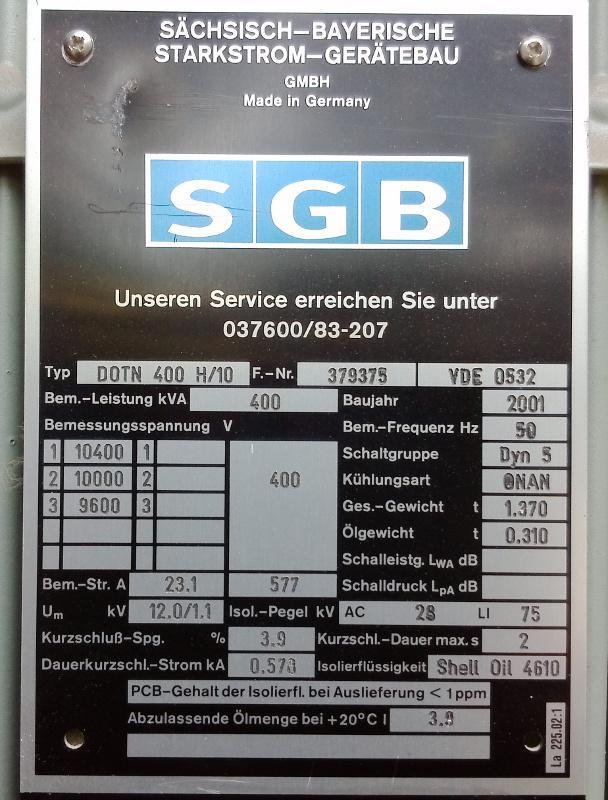 SÄCHSISCH–BAYERISCHE
STARKSTROM–GERÄTEBAU
GMBH
Made in Germany
SGB
Unseren Service erreichen Sie unter
037600/83-207
Typ DOTN 400 H/10 F.-Nr. 379375 VDE 0532
Bem.-Leistung kVA 400 Baujahr 2001
Bemessungsspannung V Bem.-Frequenz Hz 50
1 10400 1 Schaltgruppe Dyn 5
2 10000 2 400 Kühlungsart ONAN
3 9600 3 Ges.-Gewicht t 1.370
Ölgewicht t 0.310
Schalleistg. LWA dB
Bem.-Str. A 23.1 577 Schalldruck LpA dB
Um kV 12.0/1.1 Isol.-Pegel kV AC 28 LI 75
Kurzschluß-Spg. % 3.9 Kurzschl.-Dauer max. s 2
Dauerkurzschl.-Strom kA 0.578 Isolierflüssigkeit Shell Oil 4610
PCB-Gehalt der Isolierfl. bei Auslieferung < 1 ppm
Abzulassende Ölmenge bei +20°C l 3.9
La 225.02:1